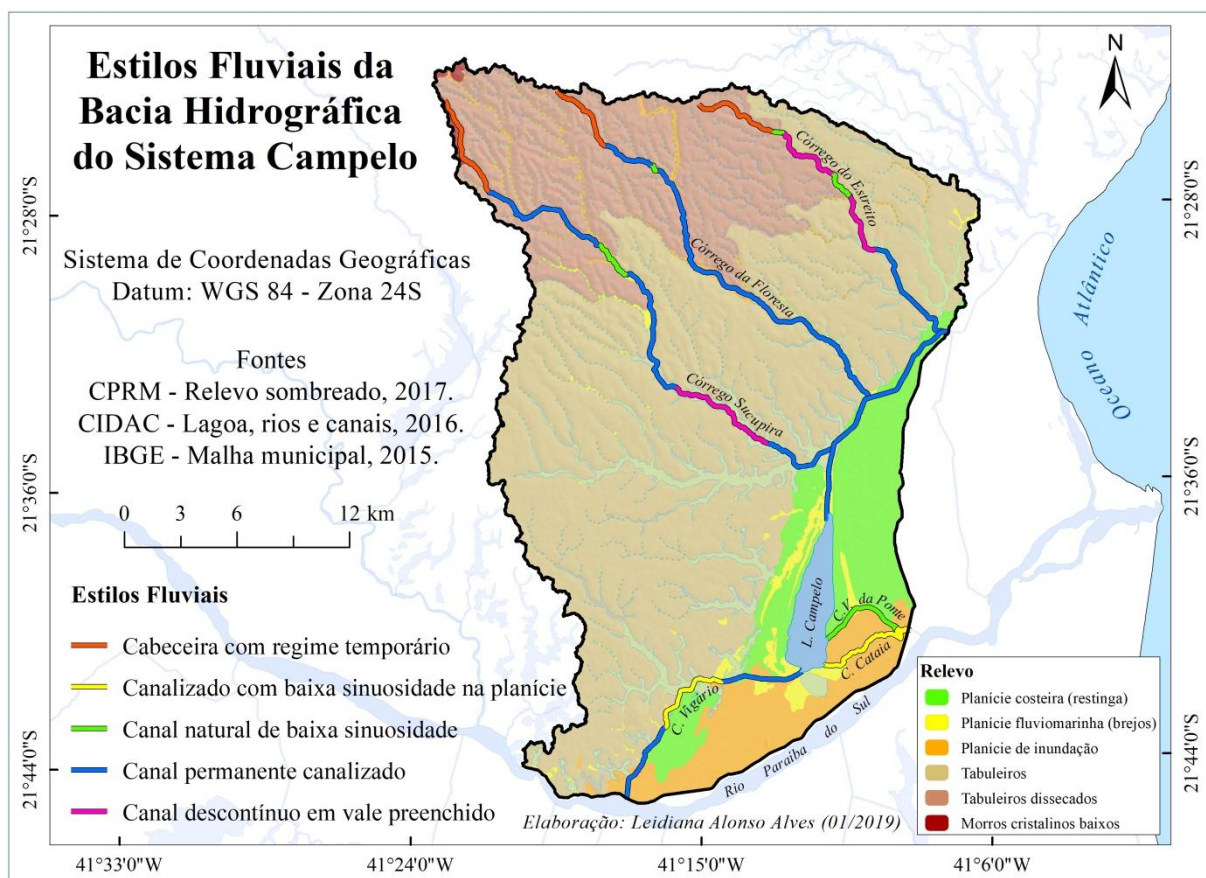 Estilos Fluviais da
Bacia Hidrográfica
do Sistema Campelo
N
Sistema de Coordenadas Geográficas
Datum: WGS 84 - Zona 24S
Fontes
CPRM - Relevo sombreado, 2017.
CIDAC - Lagoa, rios e canais, 2016.
IBGE - Malha municipal, 2015.
0 3 6 12 km
Estilos Fluviais
Cabeceira com regime temporário
Canalizado com baixa sinuosidade na planície
Canal natural de baixa sinuosidade
Canal permanente canalizado
Canal descontínuo em vale preenchido
Córrego do Estreito
Córrego da Floresta
Córrego Sucupira
L. Campelo
C.V. da Ponte
C. Cataia
C. Vigário
Rio Paraíba do Sul
Oceano Atlântico
Relevo
Planície costeira (restinga)
Planície fluviomarinha (brejos)
Planície de inundação
Tabuleiros
Tabuleiros dissecados
Morros cristalinos baixos
Elaboração: Leidiana Alonso Alves (01/2019)
21°28'0"S
21°36'0"S
21°44'0"S
21°28'0"S
21°36'0"S
21°44'0"S
41°33'0"W 41°24'0"W 41°15'0"W 41°6'0"W